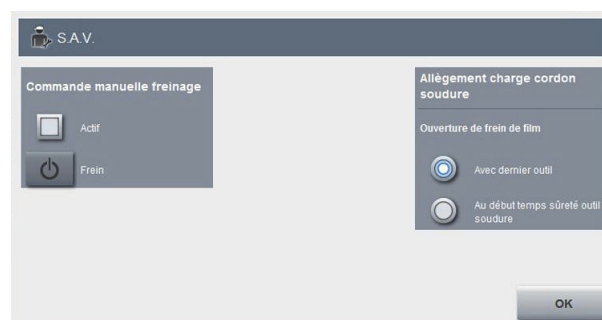 S.A.V.
Commande manuelle freinage
Actif
Frein
Allègement charge cordon
soudure
Ouverture de frein de film
Avec dernier outil
Au début temps sûreté outil
soudure
OK